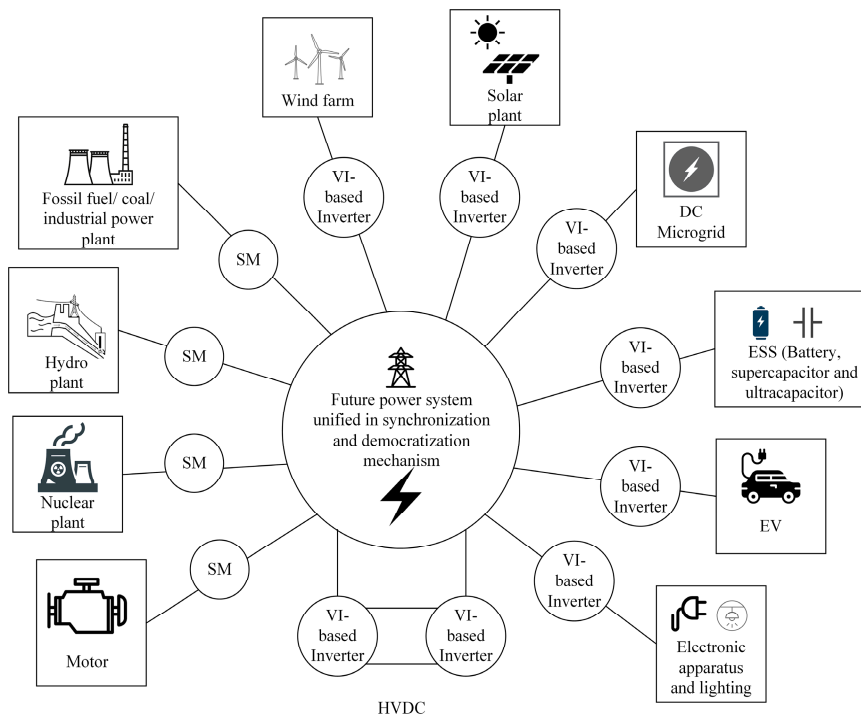 Wind farm
Solar
plant
Fossil fuel/ coal/
industrial power
plant
VI-
based
Inverter
VI-
based
Inverter
DC
Microgrid
SM
VI-
based
Inverter
Hydro
plant
SM
Future power system
unified in synchronization
and democratization
mechanism
VI-
based
Inverter
ESS (Battery,
supercapacitor and
ultracapacitor)
Nuclear
plant
SM
VI-
based
Inverter
EV
Motor
SM
VI-
based
Inverter
VI-
based
Inverter
VI-
based
Inverter
Electronic
apparatus
and lighting
HVDC